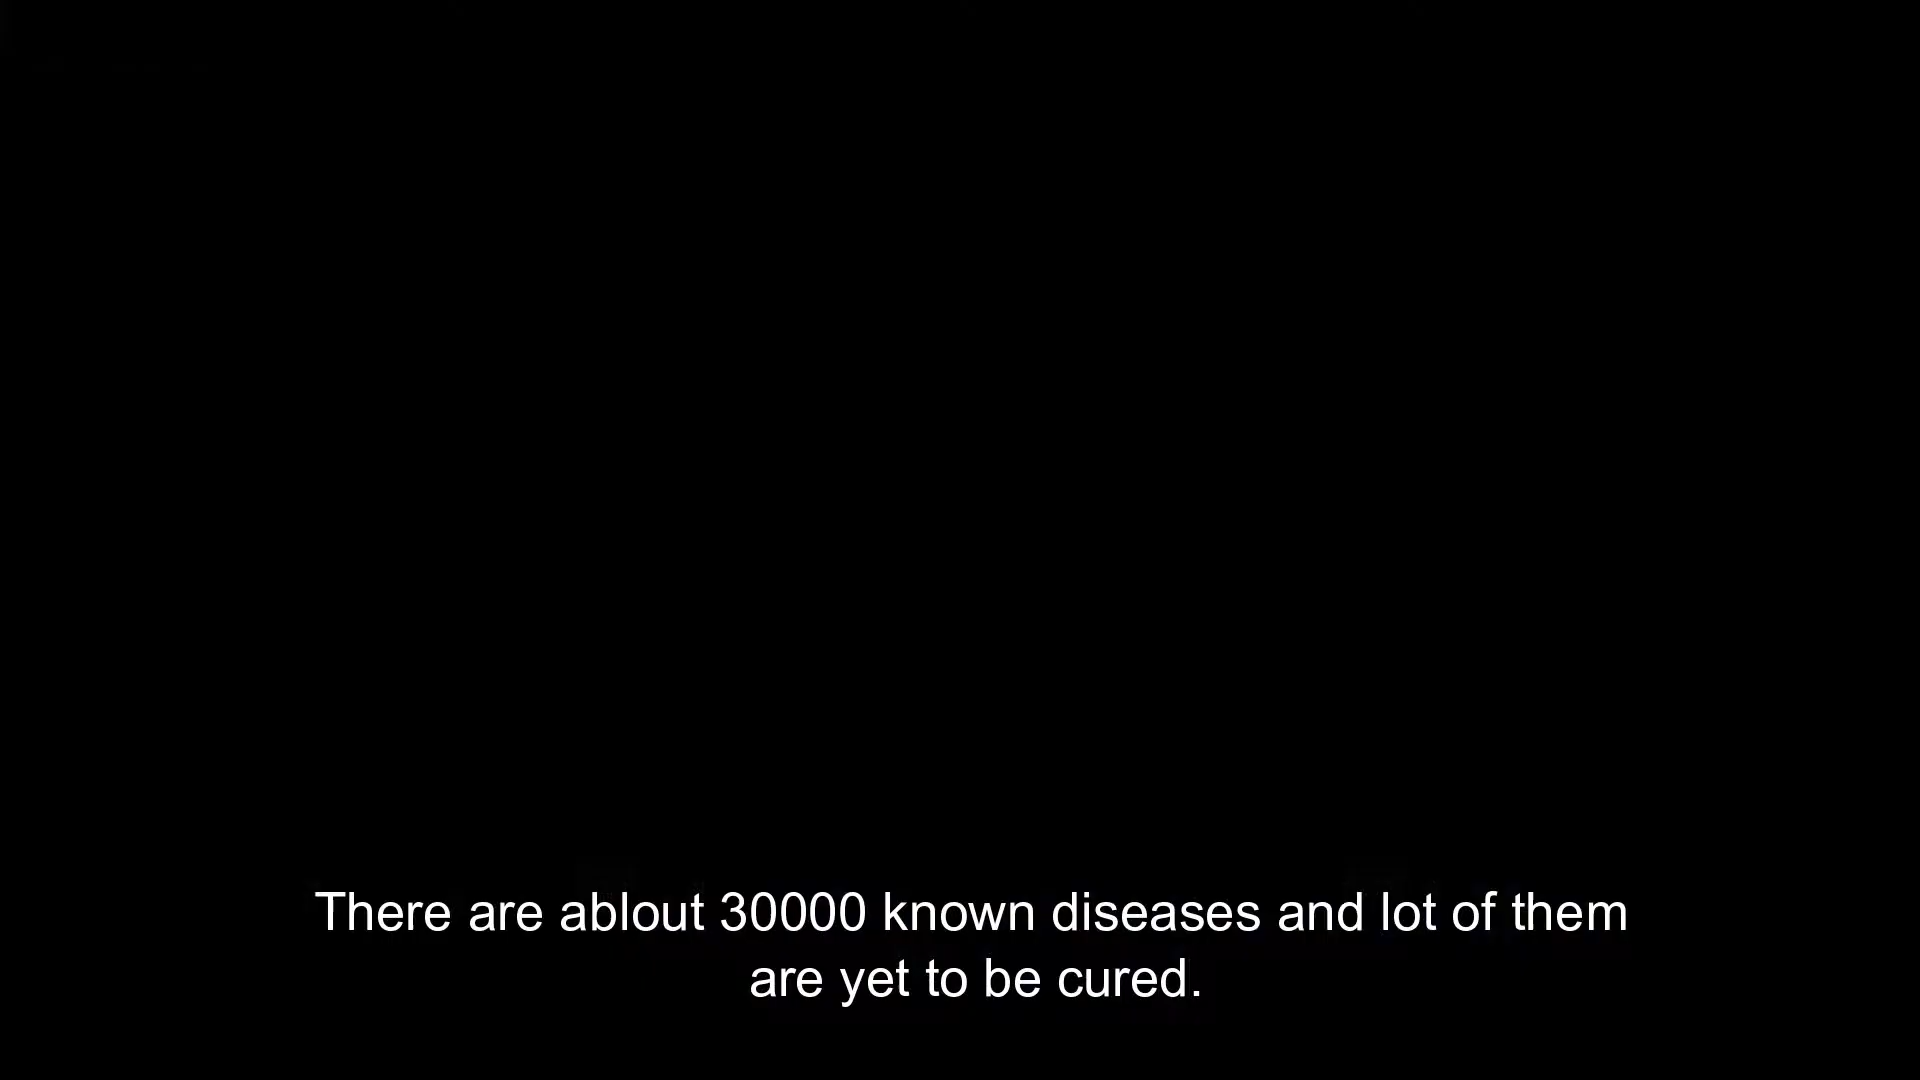 There are ablout 30000 known diseases and lot of them
are yet to be cured.